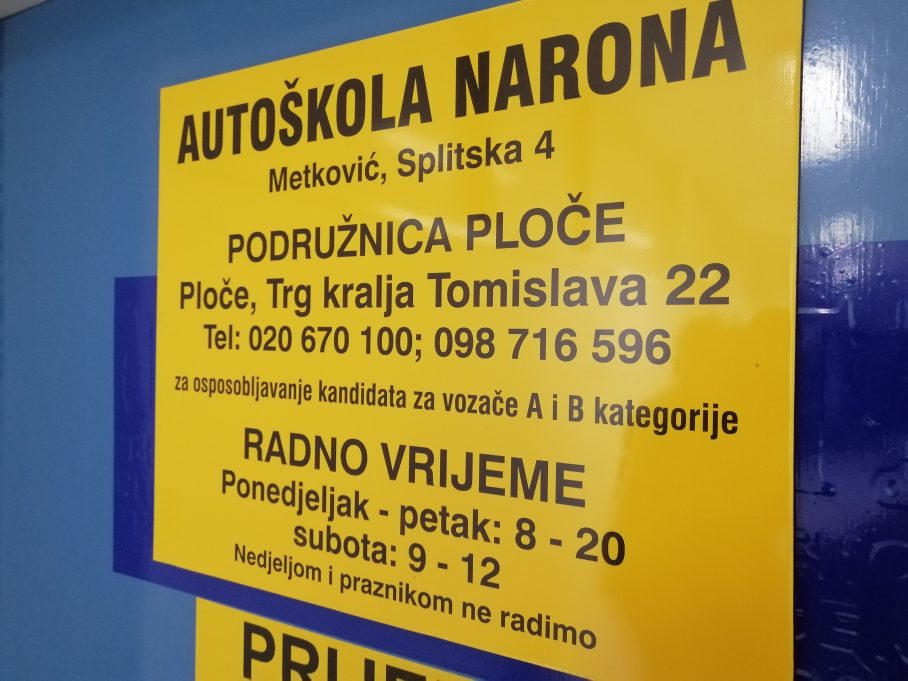 AUTOŠKOLA NARONA
Metković, Splitska 4
PODRUŽNICA PLOČE
Ploče, Trg kralja Tomislava 22
Tel: 020 670 100; 098 716 596
za osposobljavanje kandidata za vozače A i B kategorije
RADNO VRIJEME
Ponedjeljak - petak: 8 - 20
subota: 9 - 12
Nedjeljom i praznikom ne radimo